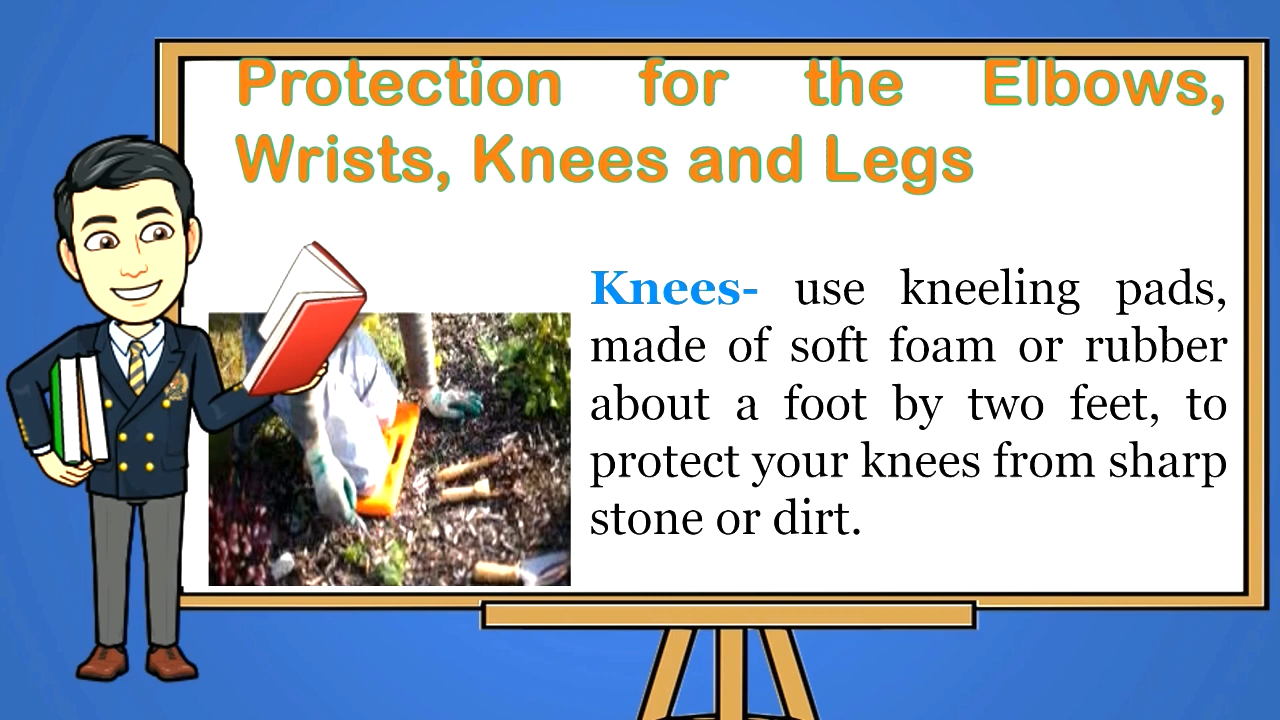 Protection for the Elbows,
Wrists, Knees and Legs
Knees- use kneeling pads,
made of soft foam or rubber
about a foot by two feet, to
protect your knees from sharp
stone or dirt.